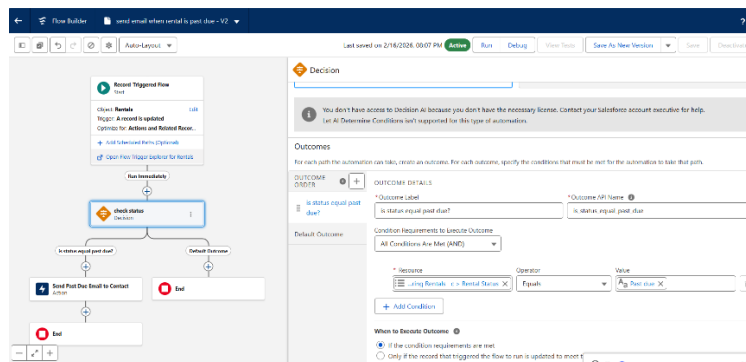 Flow Builder
send email when rental is past due - V2
?
Auto-Layout
Last saved on 2/16/2026, 08:07 PM
Active
Run
Debug
View Tests
Save As New Version
Save
Record Triggered Flow
Start
Object: Rentals
Edit
Trigger: A record is updated
Optimize for: Actions and Related Recor...
+ Add Scheduled Paths (Optional)
Open Flow Trigger Explorer for Rentals
Run Immediately
check status
Decision
is status equal past due?
Default Outcome
Send Past Due Email to Contact
Action
End
End
Decision
You don't have access to Decision AI because you don't have the necessary license. Contact your Salesforce account executive for help.
Let AI Determine Conditions isn't supported for this type of automation.
Outcomes
For each path the automation can take, create an outcome. For each outcome, specify the conditions that must be met for the automation to take that path.
OUTCOME
ORDER
is status equal past
due?
Default Outcome
OUTCOME DETAILS
* Outcome Label
is status equal past due?
* Outcome API Name
is_status_equal_past_due
Condition Requirements to Execute Outcome
All Conditions Are Met (AND)
* Resource
Operator
Value
Rental Status
Equals
Past due
+ Add Condition
When to Execute Outcome
If the condition requirements are met
Only if the record that triggered the flow to run is updated to meet